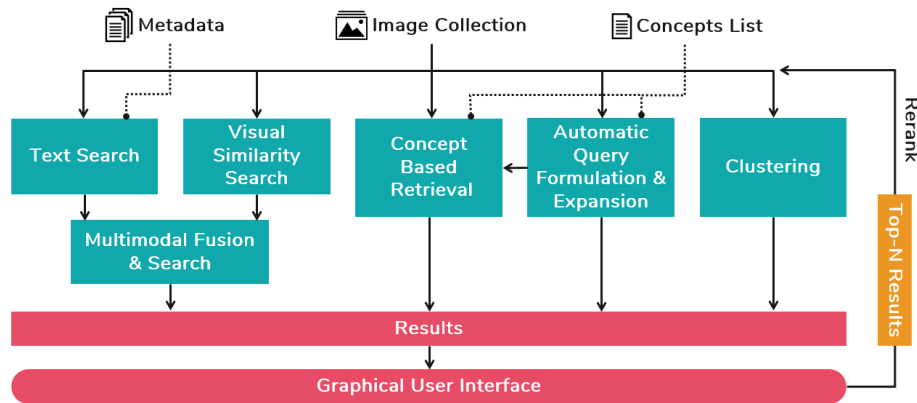 Metadata
Image Collection
Concepts List
Text Search
Visual
Similarity
Search
Concept
Based
Retrieval
Automatic
Query
Formulation &
Expansion
Clustering
Rerank
Multimodal Fusion
& Search
Top-N Results
Results
Graphical User Interface